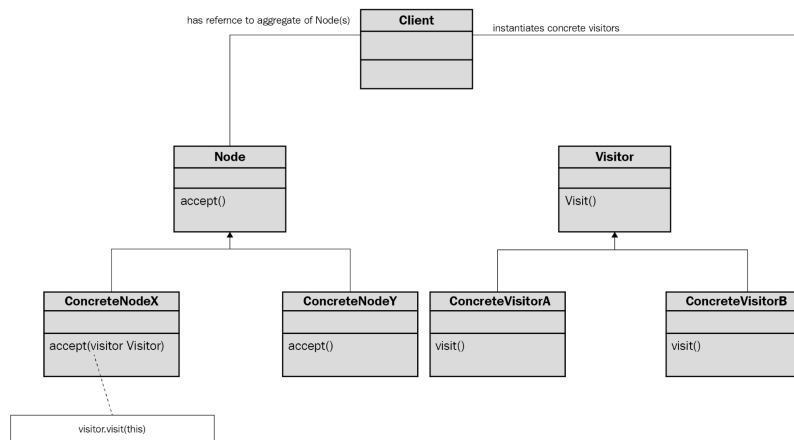 has refernce to aggregate of Node(s)
Client
instantiates concrete visitors
Node
accept()
Visitor
Visit()
ConcreteNodeX
accept(visitor Visitor)
ConcreteNodeY
accept()
ConcreteVisitorA
visit()
ConcreteVisitorB
visit()
visitor.visit(this)